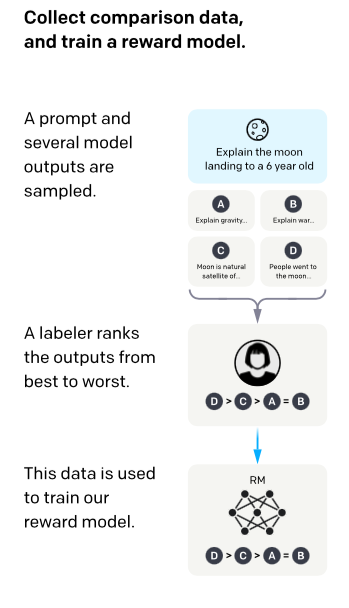 Collect comparison data,
and train a reward model.
A prompt and
several model
outputs are
sampled.
Explain the moon
landing to a 6 year old
A
Explain gravity...
B
Explain war...
C
Moon is natural
satellite of...
D
People went to
the moon...
A labeler ranks
the outputs from
best to worst.
D > C > A = B
This data is used
to train our
reward model.
RM
D > C > A = B